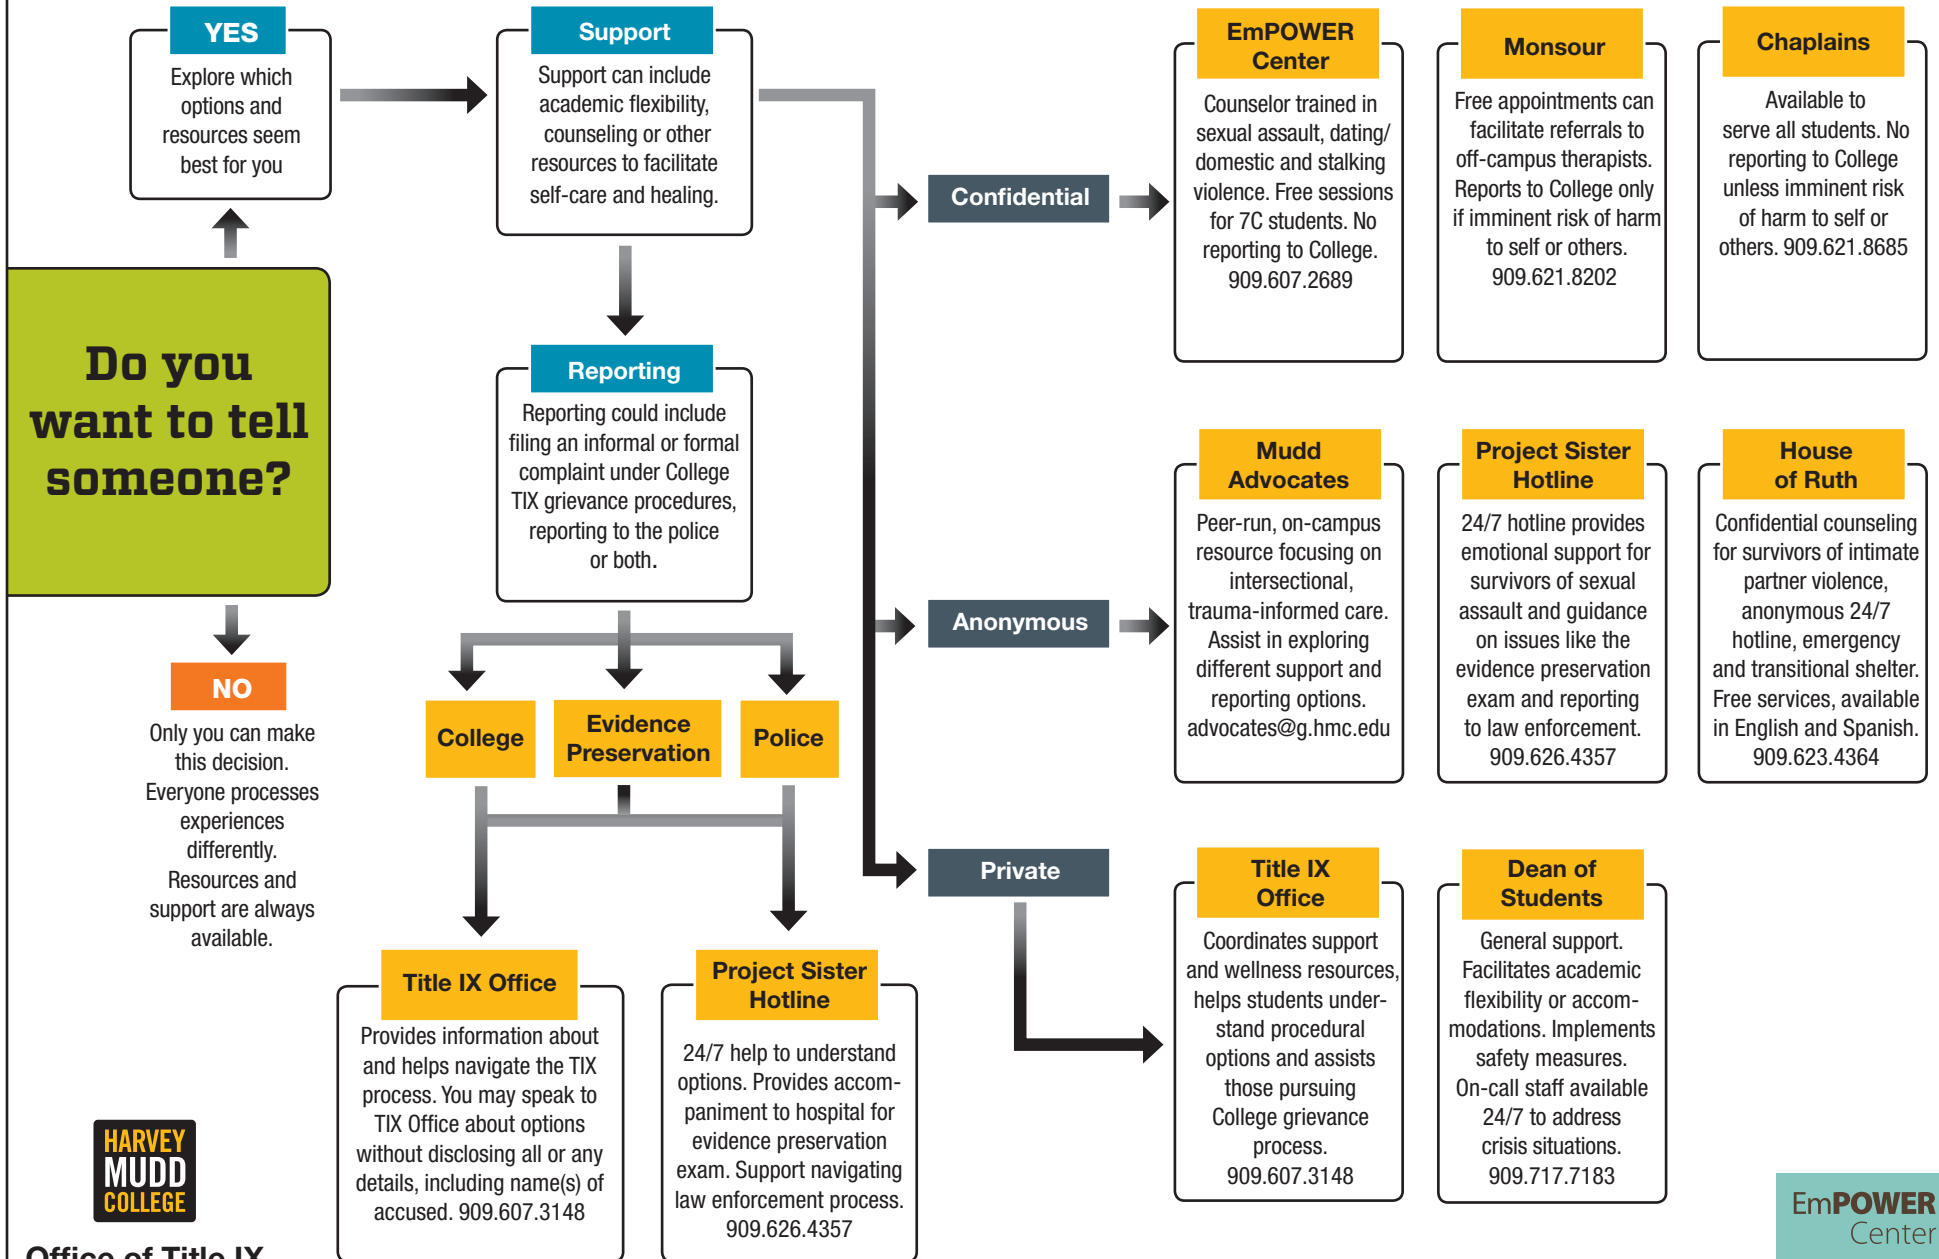 YES
Explore which
options and
resources seem
best for you
Do you
want to tell
someone?
NO
Only you can make
this decision.
Everyone processes
experiences
differently.
Resources and
support are always
available.
Support
Support can include
academic flexibility,
counseling or other
resources to facilitate
self-care and healing.
Reporting
Reporting could include
filing an informal or formal
complaint under College
TIX grievance procedures,
reporting to the police
or both.
College
Evidence
Preservation
Police
Title IX Office
Provides information about
and helps navigate the TIX
process. You may speak to
TIX Office about options
without disclosing all or any
details, including name(s) of
accused. 909.607.3148
Project Sister
Hotline
24/7 help to understand
options. Provides accom-
paniment to hospital for
evidence preservation
exam. Support navigating
law enforcement process.
909.626.4357
Confidential
EmPOWER
Center
Counselor trained in
sexual assault, dating/
domestic and stalking
violence. Free sessions
for 7C students. No
reporting to College.
909.607.2689
Monsour
Free appointments can
facilitate referrals to
off-campus therapists.
Reports to College only
if imminent risk of harm
to self or others.
909.621.8202
Chaplains
Available to
serve all students. No
reporting to College
unless imminent risk
of harm to self or
others. 909.621.8685
Anonymous
Mudd
Advocates
Peer-run, on-campus
resource focusing on
intersectional,
trauma-informed care.
Assist in exploring
different support and
reporting options.
advocates@g.hmc.edu
Project Sister
Hotline
24/7 hotline provides
emotional support for
survivors of sexual
assault and guidance
on issues like the
evidence preservation
exam and reporting
to law enforcement.
909.626.4357
House
of Ruth
Confidential counseling
for survivors of intimate
partner violence,
anonymous 24/7
hotline, emergency
and transitional shelter.
Free services, available
in English and Spanish.
909.623.4364
Private
Title IX
Office
Coordinates support
and wellness resources,
helps students under-
stand procedural
options and assists
those pursuing
College grievance
process.
909.607.3148
Dean of
Students
General support.
Facilitates academic
flexibility or accom-
modations. Implements
safety measures.
On-call staff available
24/7 to address
crisis situations.
909.717.7183
HARVEY
MUDD
COLLEGE
Office of Title IX
EmPOWER
Center